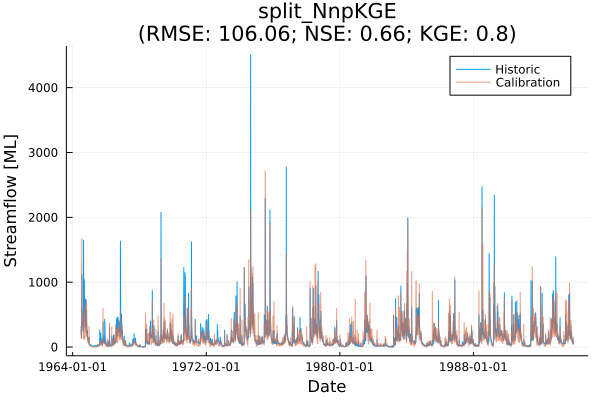 split_NnpKGE
(RMSE: 106.06; NSE: 0.66; KGE: 0.8)
Historic
Calibration
Streamflow [ML]
4000
3000
2000
1000
0
1964-01-01
1972-01-01
1980-01-01
1988-01-01
Date